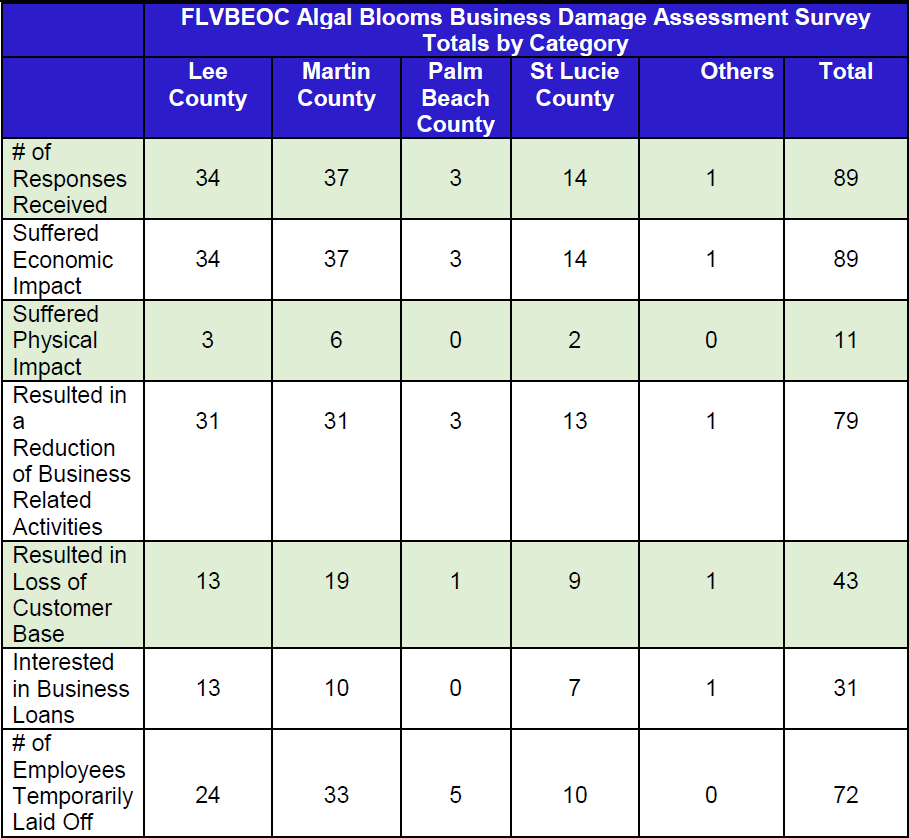 FLVBEOC Algal Blooms Business Damage Assessment Survey
Totals by Category
Lee
County
Martin
County
Palm
Beach
County
St Lucie
County
Others
Total
# of
Responses
Received
34
37
3
14
1
89
Suffered
Economic
Impact
34
37
3
14
1
89
Suffered
Physical
Impact
3
6
0
2
0
11
Resulted in
a
Reduction
of Business
Related
Activities
31
31
3
13
1
79
Resulted in
Loss of
Customer
Base
13
19
1
9
1
43
Interested
in Business
Loans
13
10
0
7
1
31
# of
Employees
Temporarily
Laid Off
24
33
5
10
0
72